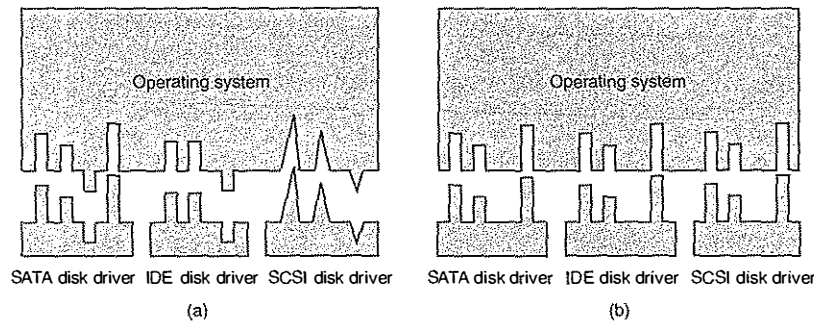 Operating system
Operating system
SATA disk driver IDE disk driver SCSI disk driver
SATA disk driver IDE disk driver SCSI disk driver
(a)
(b)